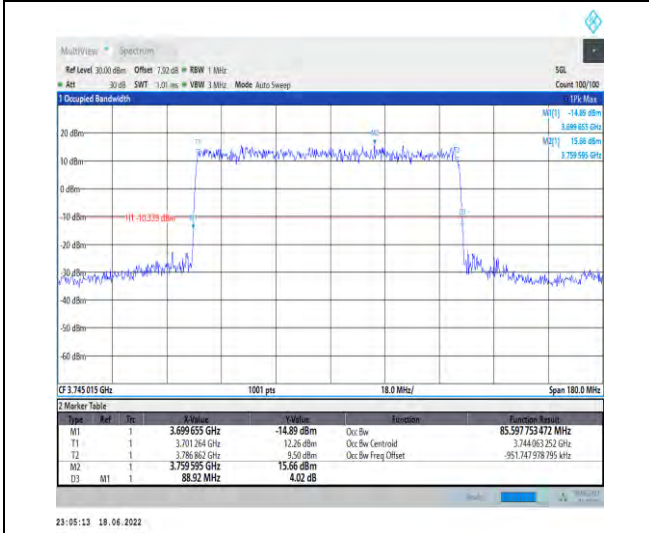 MultiView Spectrum
Ref Level 30.00 dBm Offset 7.92 dB RBW 1 MHz SGL
Att 30 dB SWT 1.01 ms VBW 3 MHz Mode Auto Sweep Count 100/100
1 Occupied Bandwidth 1Pk Max
M1[1] -14.89 dBm
3.699 655 GHz
M2[1] 15.66 dBm
3.759 595 GHz
20 dBm
T1 M2 T2
10 dBm
0 dBm
-10 dBm H1 -10.339 dBm
M1 D3
-20 dBm
-30 dBm
-40 dBm
-50 dBm
-60 dBm
CF 3.745 015 GHz 1001 pts 18.0 MHz/ Span 180.0 MHz
2 Marker Table
Type Ref Trc X-Value Y-Value Function Function Result
M1 1 3.699 655 GHz -14.89 dBm Occ Bw 85.597 753 472 MHz
T1 1 3.701 264 GHz 12.26 dBm Occ Bw Centroid 3.744 063 252 GHz
T2 1 3.786 862 GHz 9.50 dBm Occ Bw Freq Offset -951.747 978 795 kHz
M2 1 3.759 595 GHz 15.66 dBm
D3 M1 1 88.92 MHz 4.02 dB
Ready
23:05:13 18.06.2022